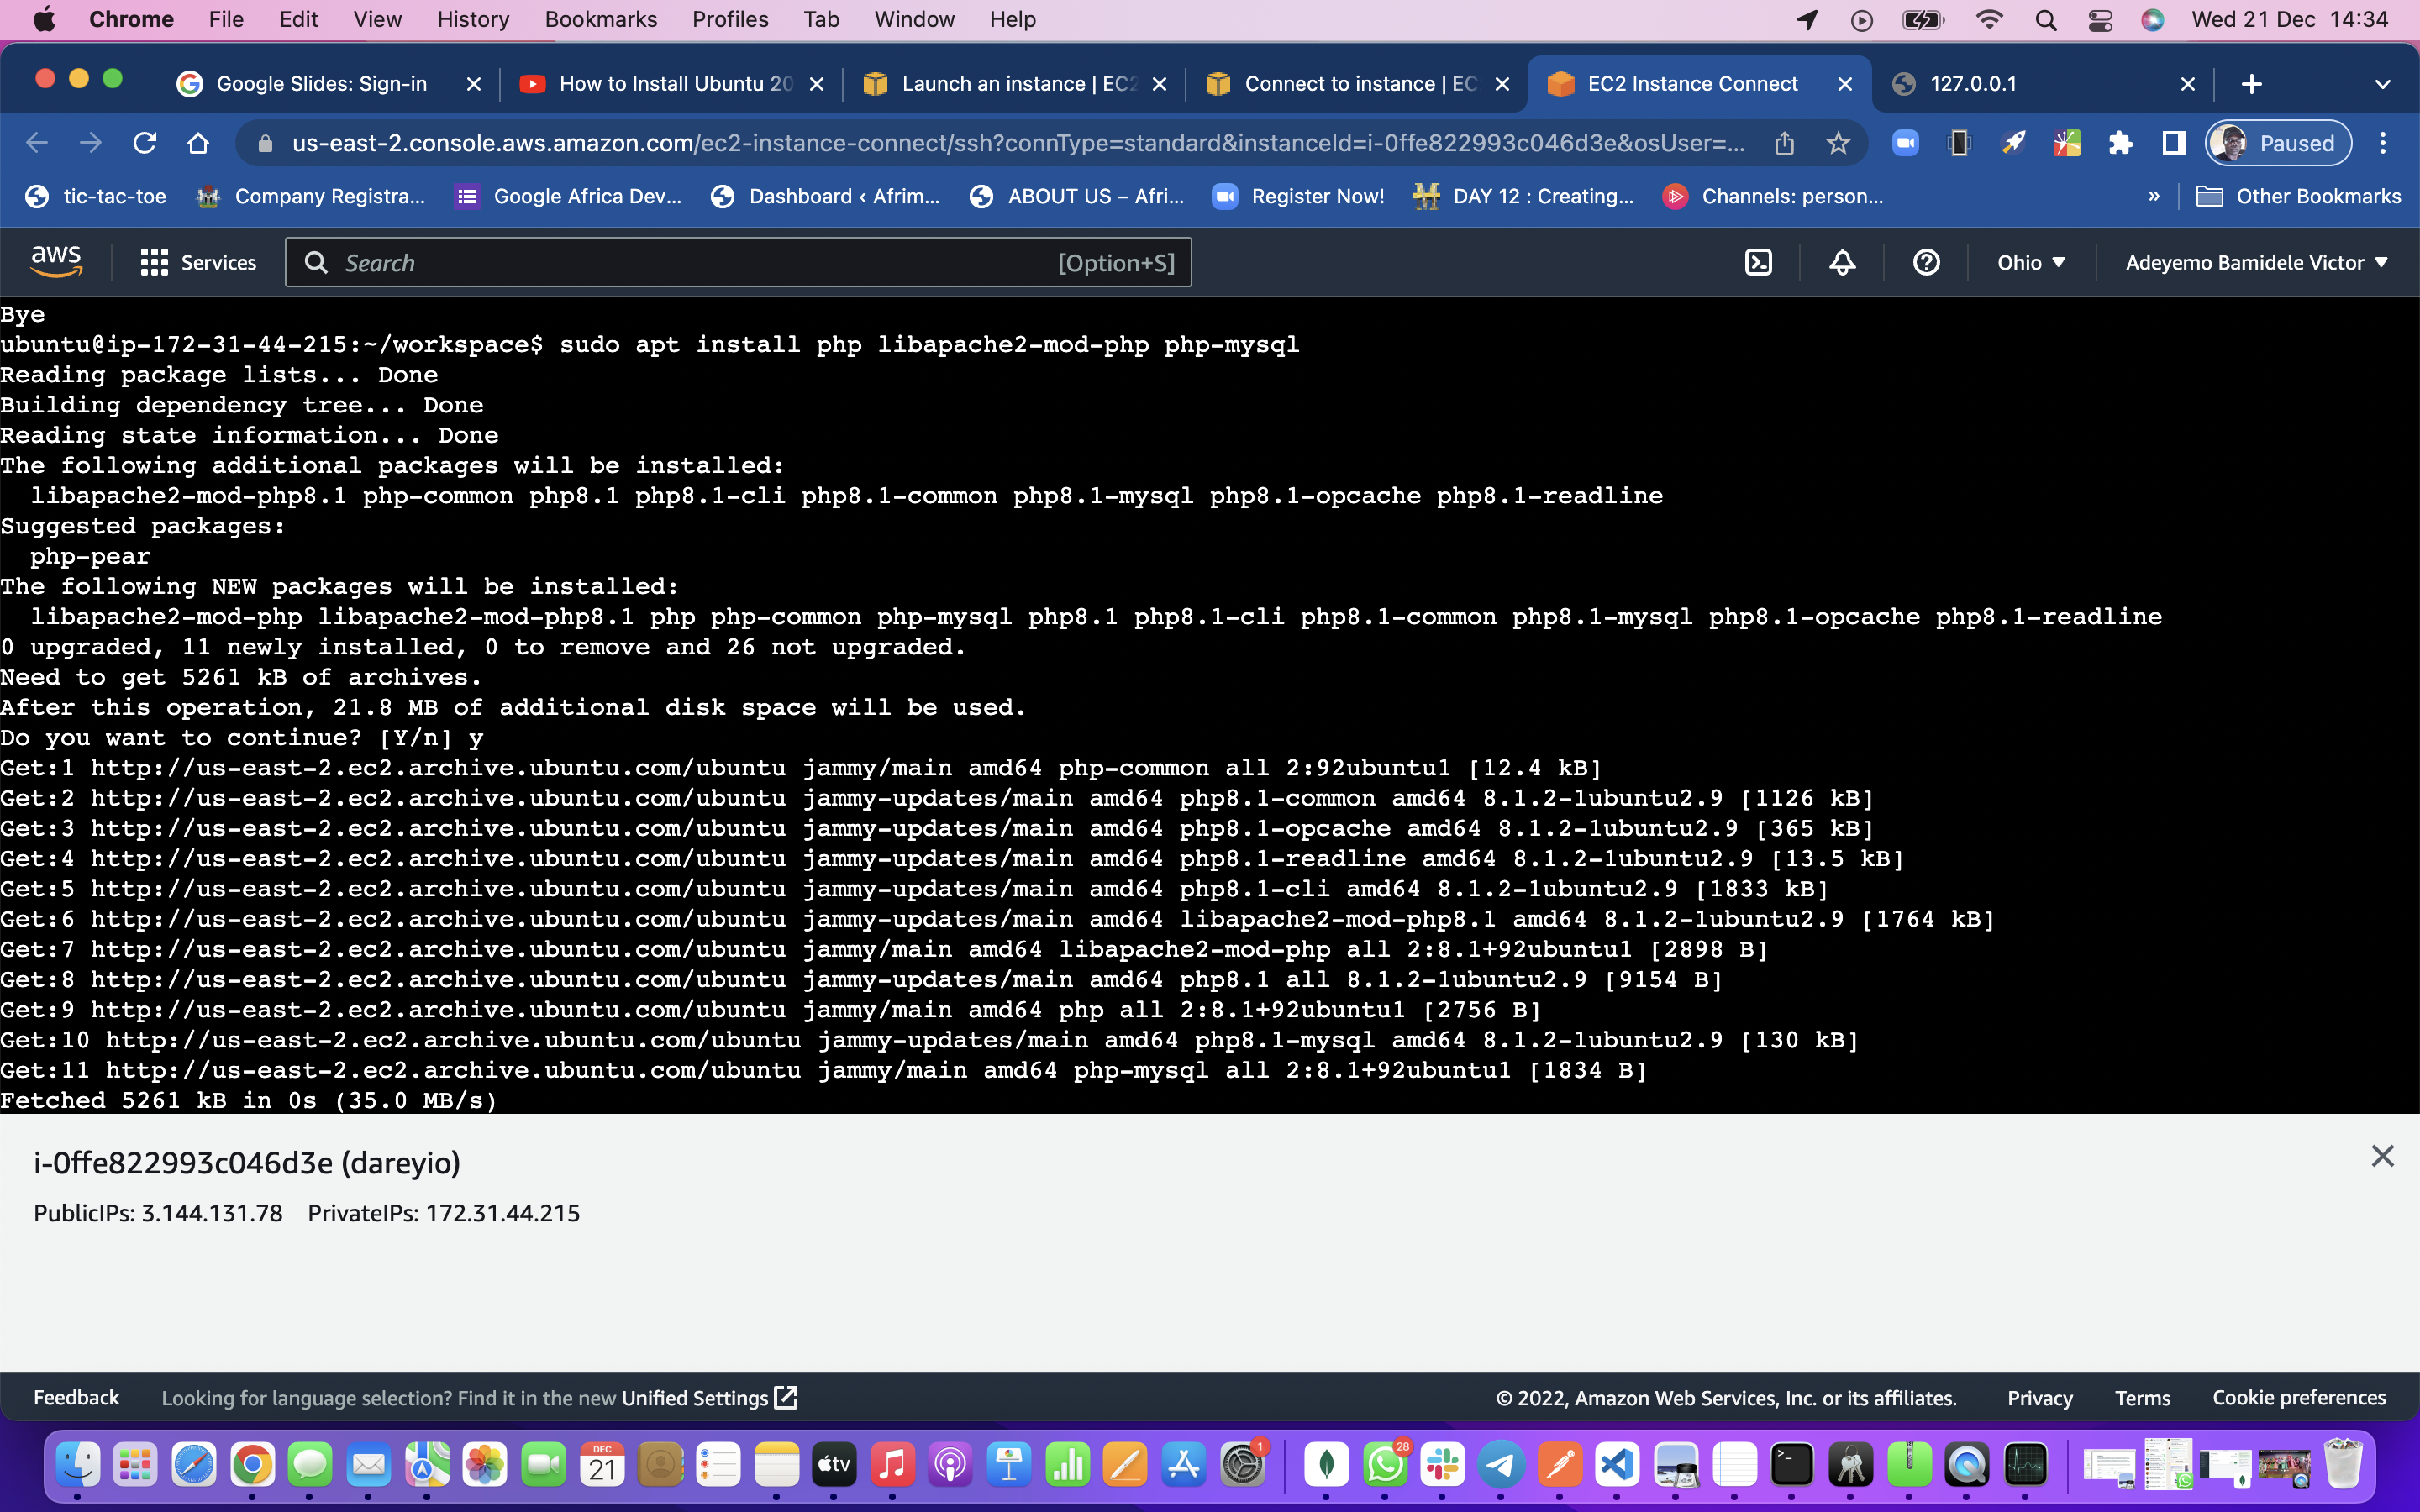 Chrome File Edit View History Bookmarks Profiles Tab Window Help Wed 21 Dec 14:34
Google Slides: Sign-in How to Install Ubuntu 20 Launch an instance | EC2 Connect to instance | EC EC2 Instance Connect 127.0.0.1
us-east-2.console.aws.amazon.com/ec2-instance-connect/ssh?connType=standard&instanceId=i-0ffe822993c046d3e&osUser=... Paused
tic-tac-toe Company Registra... Google Africa Dev... Dashboard ‹ Afrim... ABOUT US – Afri... Register Now! DAY 12 : Creating... Channels: person... » Other Bookmarks
aws Services Search [Option+S] Ohio Adeyemo Bamidele Victor
Bye
ubuntu@ip-172-31-44-215:~/workspace$ sudo apt install php libapache2-mod-php php-mysql
Reading package lists... Done
Building dependency tree... Done
Reading state information... Done
The following additional packages will be installed:
  libapache2-mod-php8.1 php-common php8.1 php8.1-cli php8.1-common php8.1-mysql php8.1-opcache php8.1-readline
Suggested packages:
  php-pear
The following NEW packages will be installed:
  libapache2-mod-php libapache2-mod-php8.1 php php-common php-mysql php8.1 php8.1-cli php8.1-common php8.1-mysql php8.1-opcache php8.1-readline
0 upgraded, 11 newly installed, 0 to remove and 26 not upgraded.
Need to get 5261 kB of archives.
After this operation, 21.8 MB of additional disk space will be used.
Do you want to continue? [Y/n] y
Get:1 http://us-east-2.ec2.archive.ubuntu.com/ubuntu jammy/main amd64 php-common all 2:92ubuntu1 [12.4 kB]
Get:2 http://us-east-2.ec2.archive.ubuntu.com/ubuntu jammy-updates/main amd64 php8.1-common amd64 8.1.2-1ubuntu2.9 [1126 kB]
Get:3 http://us-east-2.ec2.archive.ubuntu.com/ubuntu jammy-updates/main amd64 php8.1-opcache amd64 8.1.2-1ubuntu2.9 [365 kB]
Get:4 http://us-east-2.ec2.archive.ubuntu.com/ubuntu jammy-updates/main amd64 php8.1-readline amd64 8.1.2-1ubuntu2.9 [13.5 kB]
Get:5 http://us-east-2.ec2.archive.ubuntu.com/ubuntu jammy-updates/main amd64 php8.1-cli amd64 8.1.2-1ubuntu2.9 [1833 kB]
Get:6 http://us-east-2.ec2.archive.ubuntu.com/ubuntu jammy-updates/main amd64 libapache2-mod-php8.1 amd64 8.1.2-1ubuntu2.9 [1764 kB]
Get:7 http://us-east-2.ec2.archive.ubuntu.com/ubuntu jammy/main amd64 libapache2-mod-php all 2:8.1+92ubuntu1 [2898 B]
Get:8 http://us-east-2.ec2.archive.ubuntu.com/ubuntu jammy-updates/main amd64 php8.1 all 8.1.2-1ubuntu2.9 [9154 B]
Get:9 http://us-east-2.ec2.archive.ubuntu.com/ubuntu jammy/main amd64 php all 2:8.1+92ubuntu1 [2756 B]
Get:10 http://us-east-2.ec2.archive.ubuntu.com/ubuntu jammy-updates/main amd64 php8.1-mysql amd64 8.1.2-1ubuntu2.9 [130 kB]
Get:11 http://us-east-2.ec2.archive.ubuntu.com/ubuntu jammy/main amd64 php-mysql all 2:8.1+92ubuntu1 [1834 B]
Fetched 5261 kB in 0s (35.0 MB/s)
i-0ffe822993c046d3e (dareyio)
PublicIPs: 3.144.131.78 PrivateIPs: 172.31.44.215
Feedback Looking for language selection? Find it in the new Unified Settings © 2022, Amazon Web Services, Inc. or its affiliates. Privacy Terms Cookie preferences
DEC 21 tv 1 28